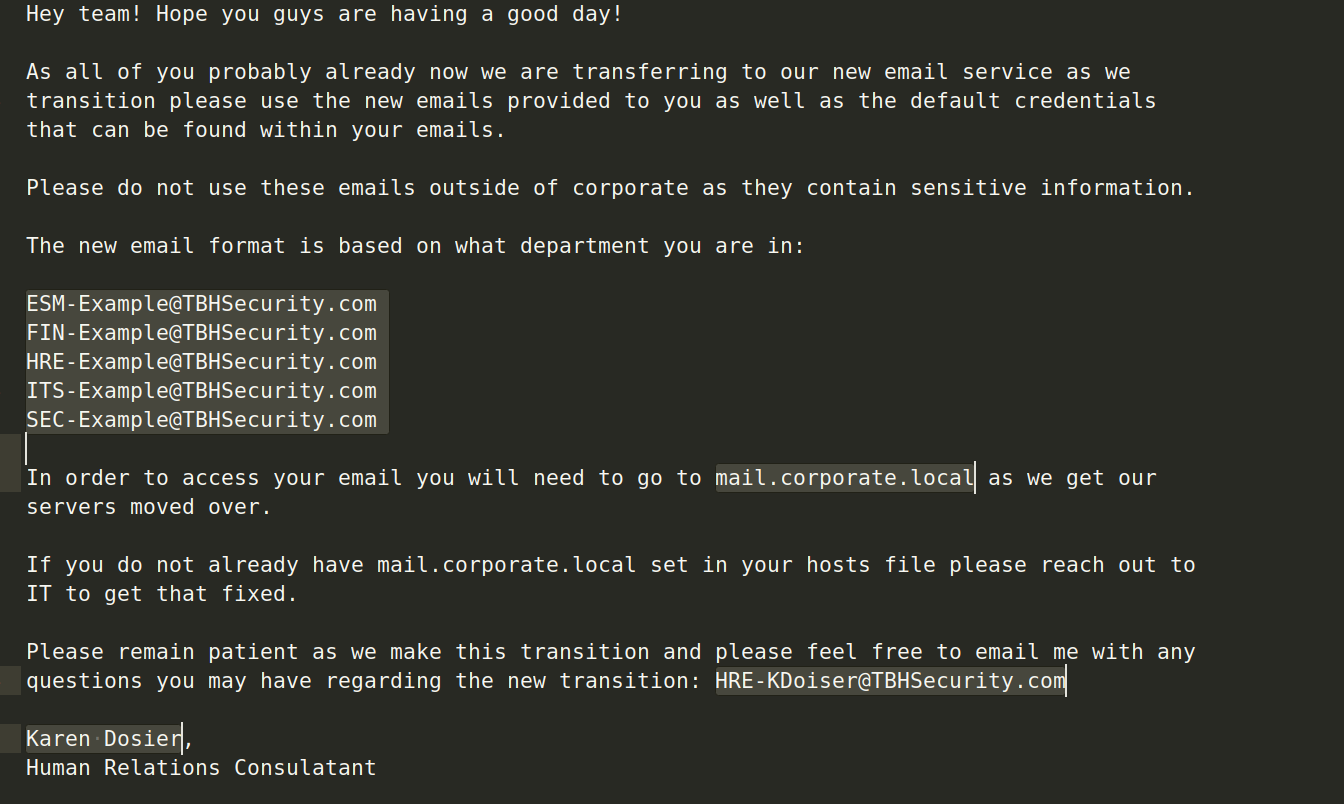 Hey team! Hope you guys are having a good day!
As all of you probably already now we are transferring to our new email service as we
transition please use the new emails provided to you as well as the default credentials
that can be found within your emails.
Please do not use these emails outside of corporate as they contain sensitive information.
The new email format is based on what department you are in:
ESM-Example@TBHSecurity.com
FIN-Example@TBHSecurity.com
HRE-Example@TBHSecurity.com
ITS-Example@TBHSecurity.com
SEC-Example@TBHSecurity.com
In order to access your email you will need to go to mail.corporate.local as we get our
servers moved over.
If you do not already have mail.corporate.local set in your hosts file please reach out to
IT to get that fixed.
Please remain patient as we make this transition and please feel free to email me with any
questions you may have regarding the new transition: HRE-KDoiser@TBHSecurity.com
Karen Dosier,
Human Relations Consulatant